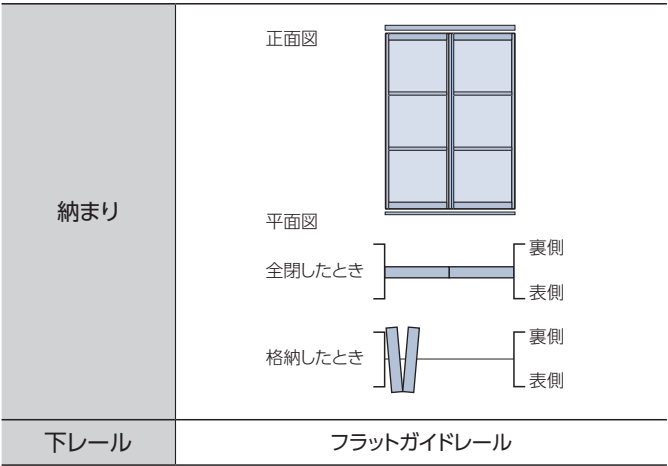 納まり
正面図
平面図
全閉したとき
裏側
表側
格納したとき
裏側
表側
下レール
フラットガイドレール